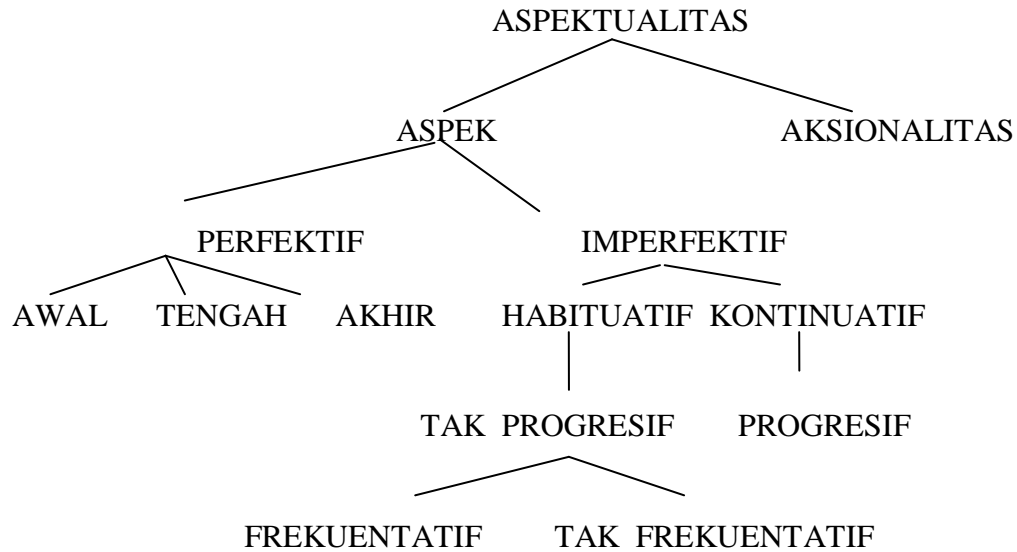 ASPEKTUALITAS
ASPEK AKSIONALITAS
PERFEKTIF IMPERFEKTIF
AWAL TENGAH AKHIR HABITUATIF KONTINUATIF
TAK PROGRESIF PROGRESIF
FREKUENTATIF TAK FREKUENTATIF